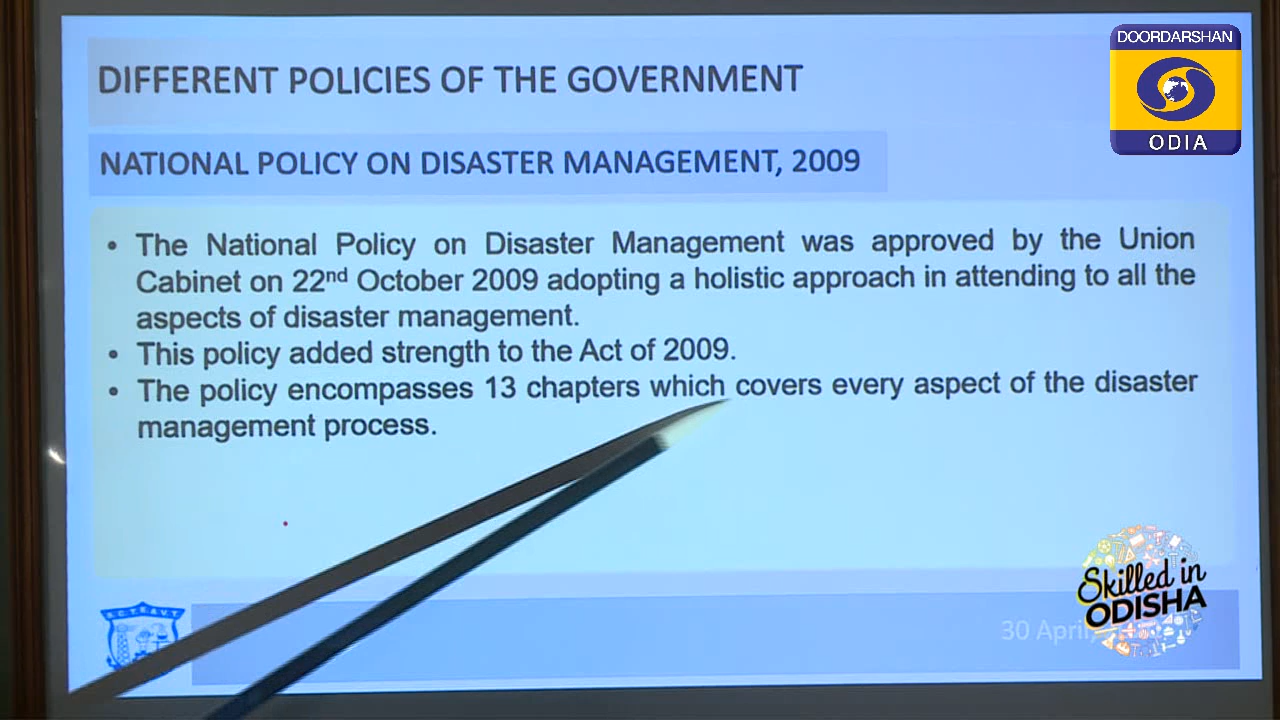 DOORDARSHAN
ODIA
DIFFERENT POLICIES OF THE GOVERNMENT
NATIONAL POLICY ON DISASTER MANAGEMENT, 2009
• The National Policy on Disaster Management was approved by the Union
Cabinet on 22nd October 2009 adopting a holistic approach in attending to all the
aspects of disaster management.
• This policy added strength to the Act of 2009.
• The policy encompasses 13 chapters which covers every aspect of the disaster
management process.
S.C.T.E & V.T.
30 April,
Skilled in
ODISHA